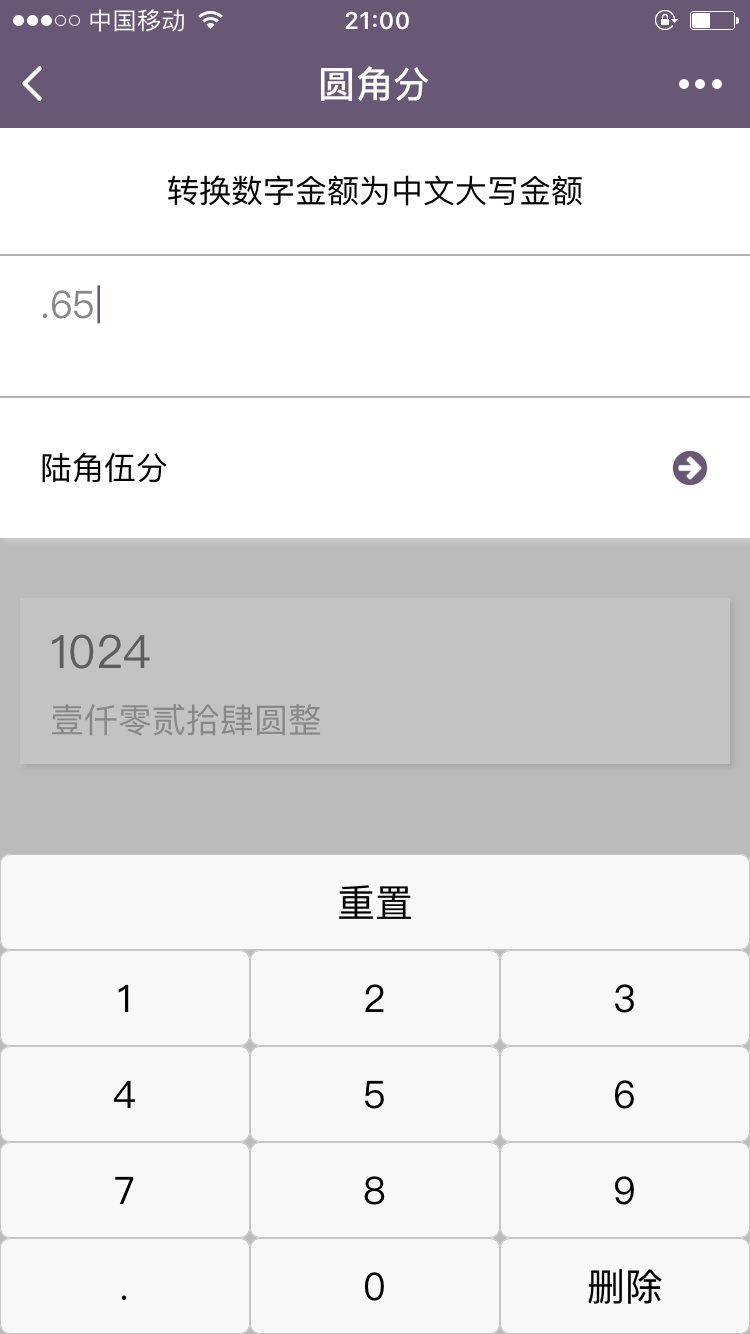 中国移动 21:00
圆角分
转换数字金额为中文大写金额
.65
陆角伍分
1024
壹仟零贰拾肆圆整
重置
1 2 3
4 5 6
7 8 9
. 0 删除